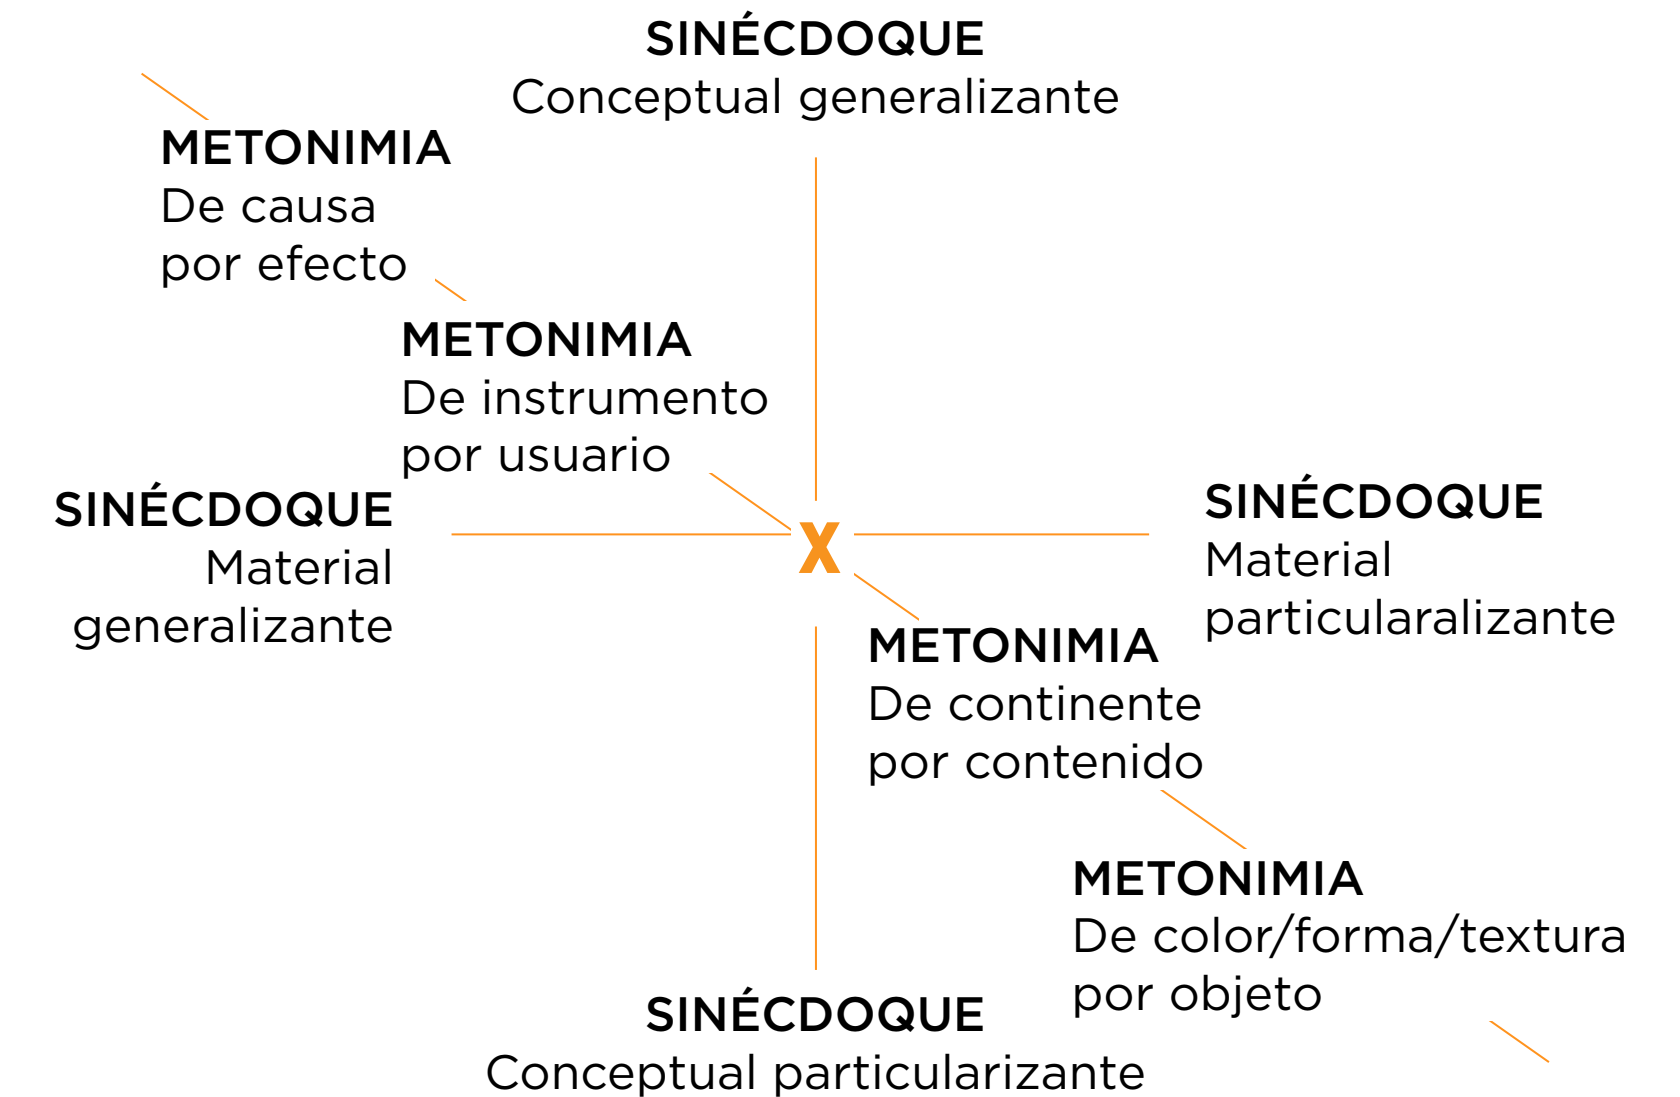 SINÉCDOQUE
Conceptual generalizante
METONIMIA
De causa
por efecto
METONIMIA
De instrumento
por usuario
SINÉCDOQUE
Material
generalizante
X
SINÉCDOQUE
Material
particularalizante
METONIMIA
De continente
por contenido
METONIMIA
De color/forma/textura
por objeto
SINÉCDOQUE
Conceptual particularizante